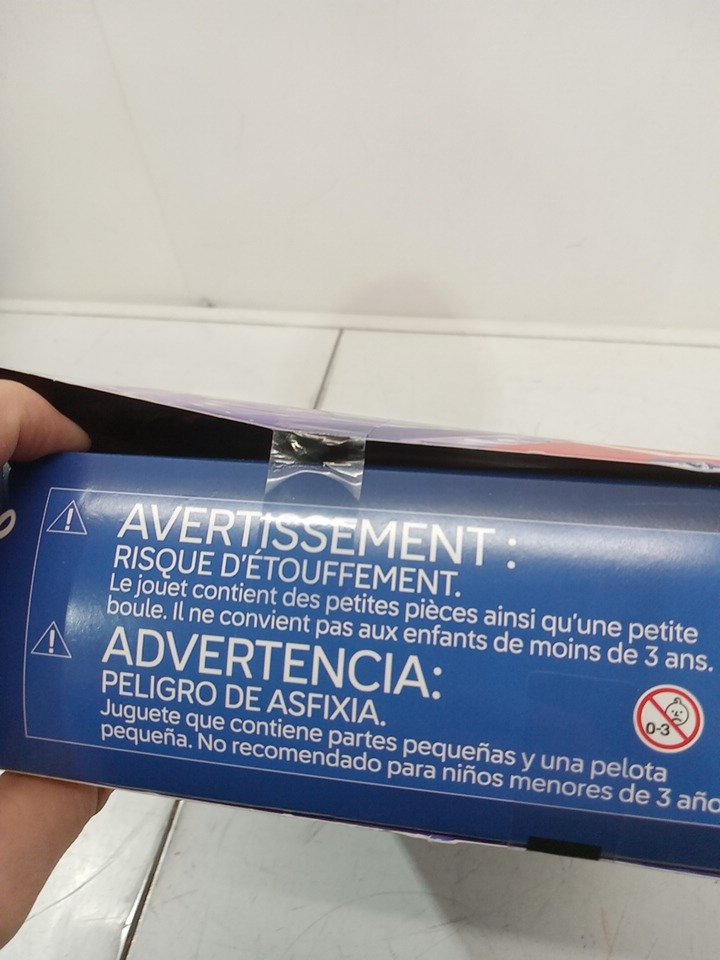 AVERTISSEMENT :
RISQUE D'ÉTOUFFEMENT.
Le jouet contient des petites pièces ainsi qu'une petite
boule. Il ne convient pas aux enfants de moins de 3 ans.
ADVERTENCIA:
PELIGRO DE ASFIXIA.
Juguete que contiene partes pequeñas y una pelota
pequeña. No recomendado para niños menores de 3 año
0-3